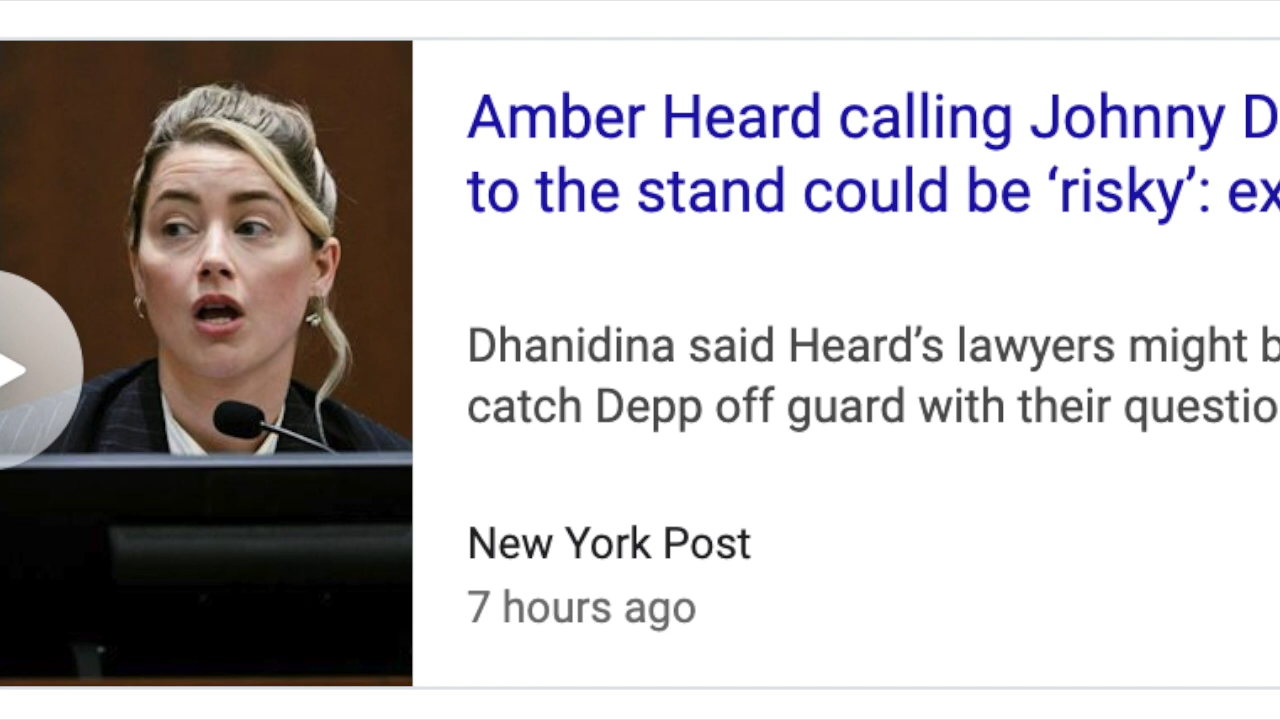 Amber Heard calling Johnny D
to the stand could be ‘risky’: ex
Dhanidina said Heard’s lawyers might b
catch Depp off guard with their questio
New York Post
7 hours ago